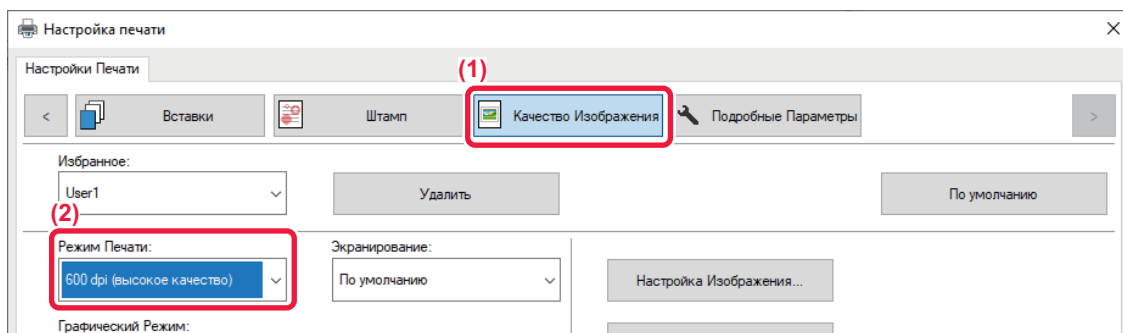 Настройка печати
Настройки Печати
(1)
< Вставки Штамп Качество Изображения Подробные Параметры >
Избранное:
User1 Удалить По умолчанию
(2)
Режим Печати: Экранирование:
600 dpi (высокое качество) По умолчанию Настройка Изображения...
Графический Режим: